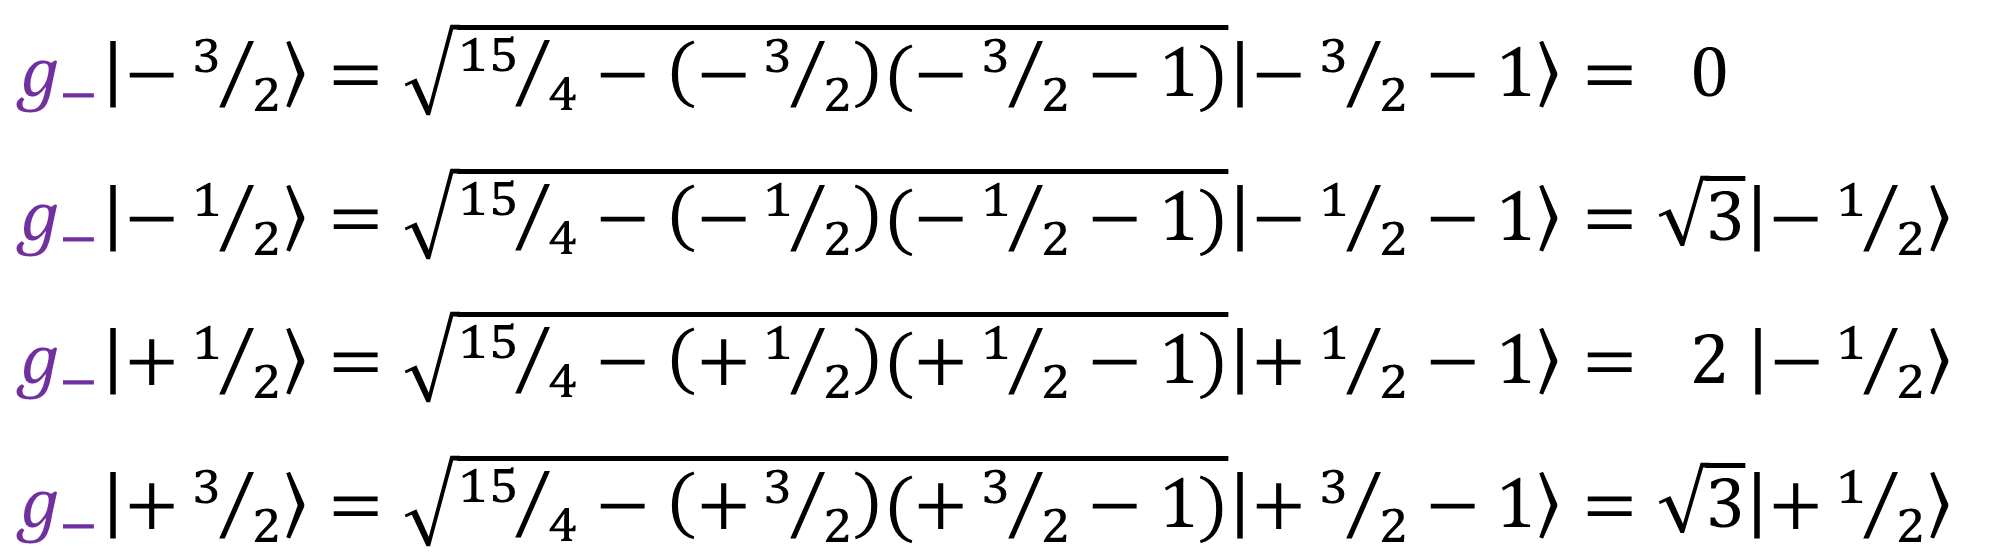 g₋|− 3/2⟩ = √(15/4 − (− 3/2)(− 3/2 − 1))|− 3/2 − 1⟩ = 0
g₋|− 1/2⟩ = √(15/4 − (− 1/2)(− 1/2 − 1))|− 1/2 − 1⟩ = √3|− 1/2⟩
g₋|+ 1/2⟩ = √(15/4 − (+ 1/2)(+ 1/2 − 1))|+ 1/2 − 1⟩ = 2 |− 1/2⟩
g₋|+ 3/2⟩ = √(15/4 − (+ 3/2)(+ 3/2 − 1))|+ 3/2 − 1⟩ = √3|+ 1/2⟩